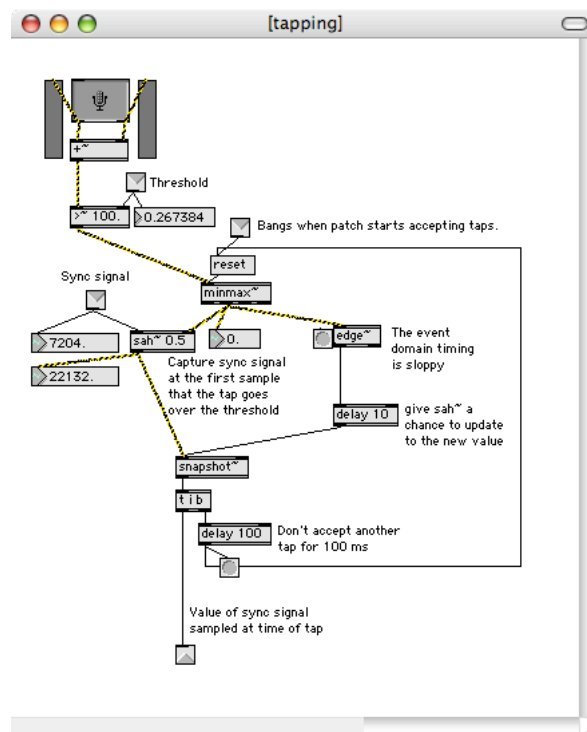 [tapping]
+~
Threshold
>~ 100.
0.267384
Bangs when patch starts accepting taps.
reset
Sync signal
minmax~
7204.
sah~ 0.5
0.
edge~
The event
domain timing
is sloppy
22132.
Capture sync signal
at the first sample
that the tap goes
over the threshold
delay 10
give sah~ a
chance to update
to the new value
snapshot~
t i b
delay 100
Don't accept another
tap for 100 ms
Value of sync signal
sampled at time of tap